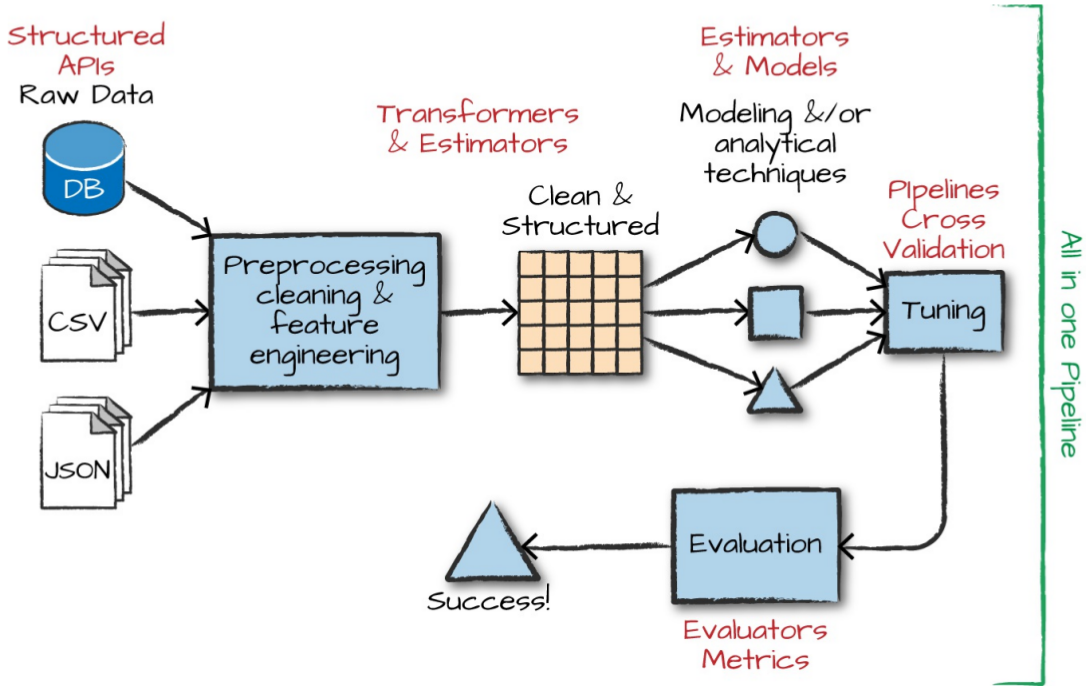 Structured
APIs
Raw Data
DB
CSV
JSON
Preprocessing
cleaning &
feature
engineering
Transformers
& Estimators
Clean &
Structured
Estimators
& Models
Modeling &/or
analytical
techniques
PIpelines
Cross
Validation
Tuning
Evaluation
Evaluators
Metrics
Success!
All in one Pipeline